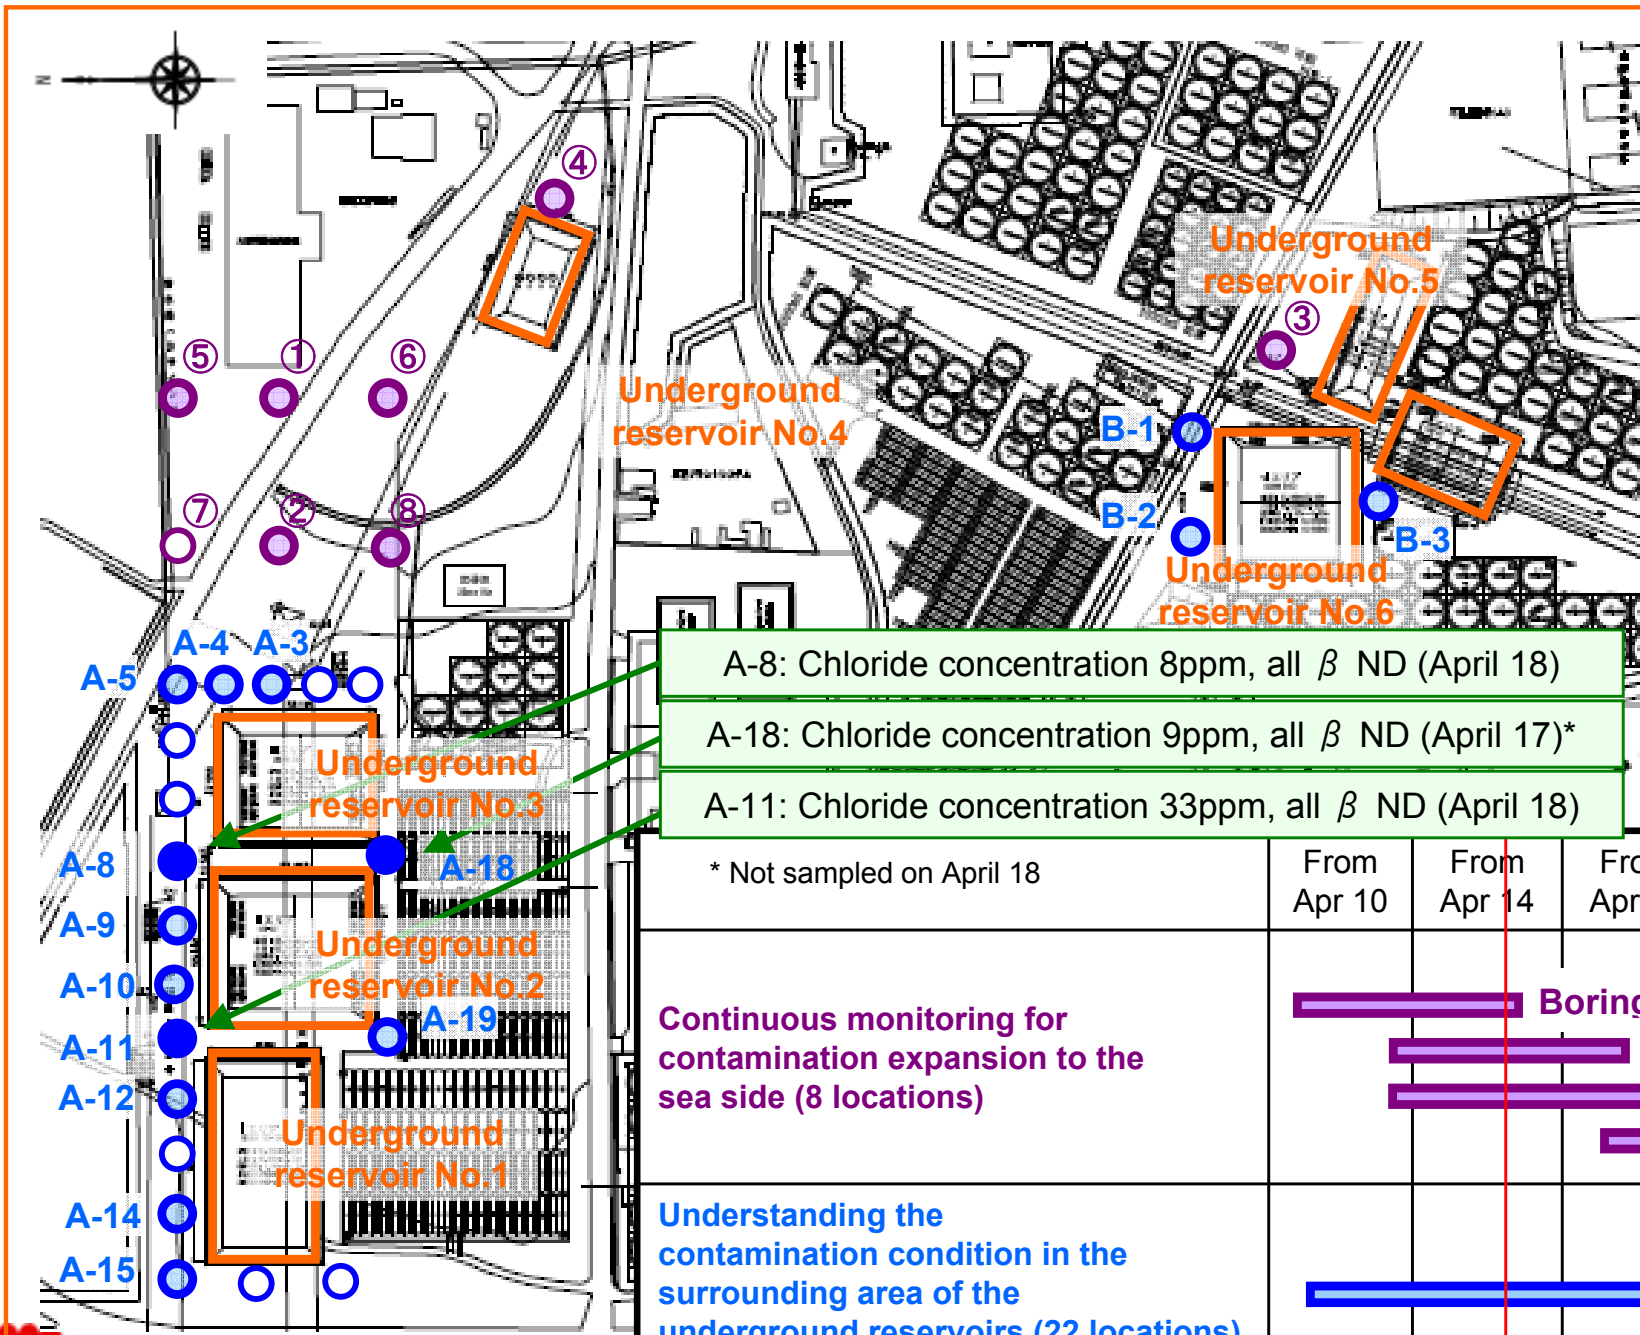 N
④
Underground
reservoir No.5
③
⑤
①
⑥
Underground
reservoir No.4
B-1
⑦
②
⑧
B-2
B-3
Underground
reservoir No.6
A-4
A-3
A-5
A-8: Chloride concentration 8ppm, all β ND (April 18)
A-18: Chloride concentration 9ppm, all β ND (April 17)*
A-11: Chloride concentration 33ppm, all β ND (April 18)
Underground
reservoir No.3
A-8
A-18
* Not sampled on April 18
From
Apr 10
From
Apr 14
Apr
A-9
Underground
reservoir No.2
A-10
A-19
A-11
Boring
Continuous monitoring for
contamination expansion to the
sea side (8 locations)
A-12
Underground
reservoir No.1
A-14
A-15
Understanding the
contamination condition in the
surrounding area of the
underground reservoirs (22 locations)